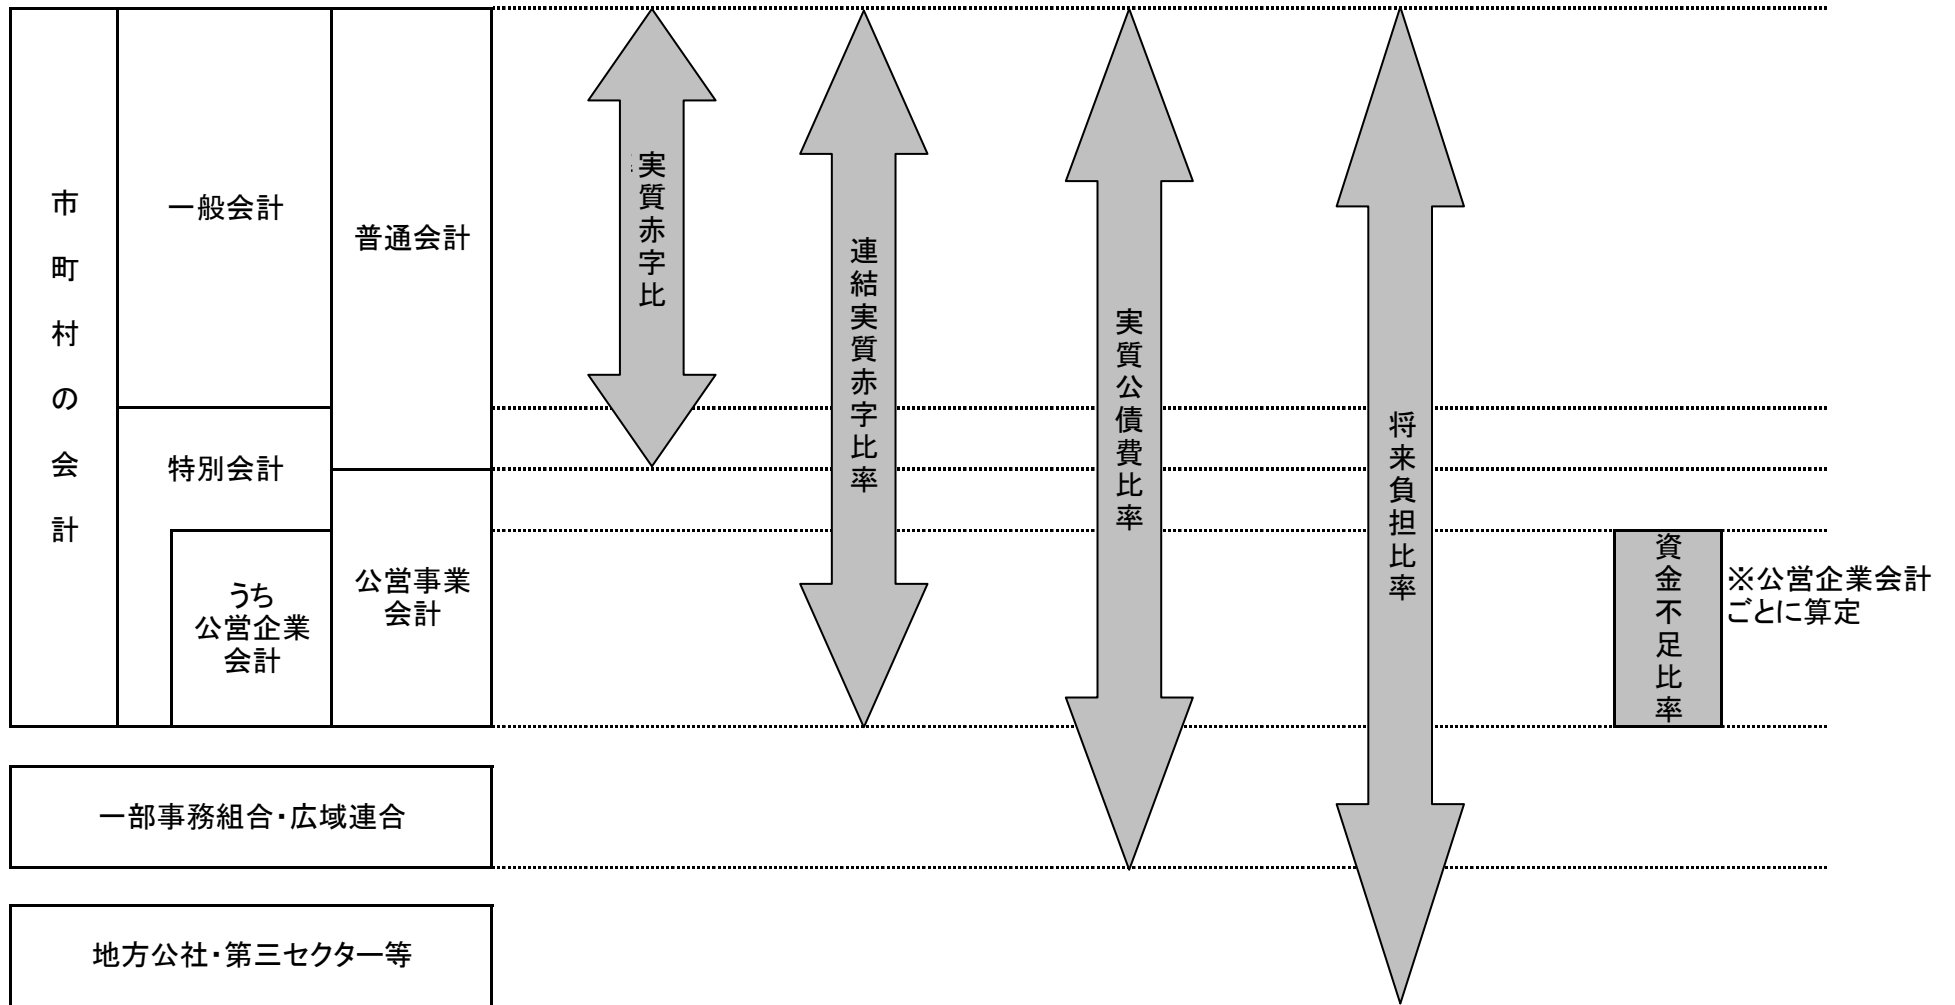 市町村の会計
一般会計
普通会計
特別会計
うち
公営企業
会計
公営事業
会計
実質赤字比
連結実質赤字比率
実質公債費比率
将来負担比率
資金不足比率
※公営企業会計
ごとに算定
一部事務組合・広域連合
地方公社・第三セクター等